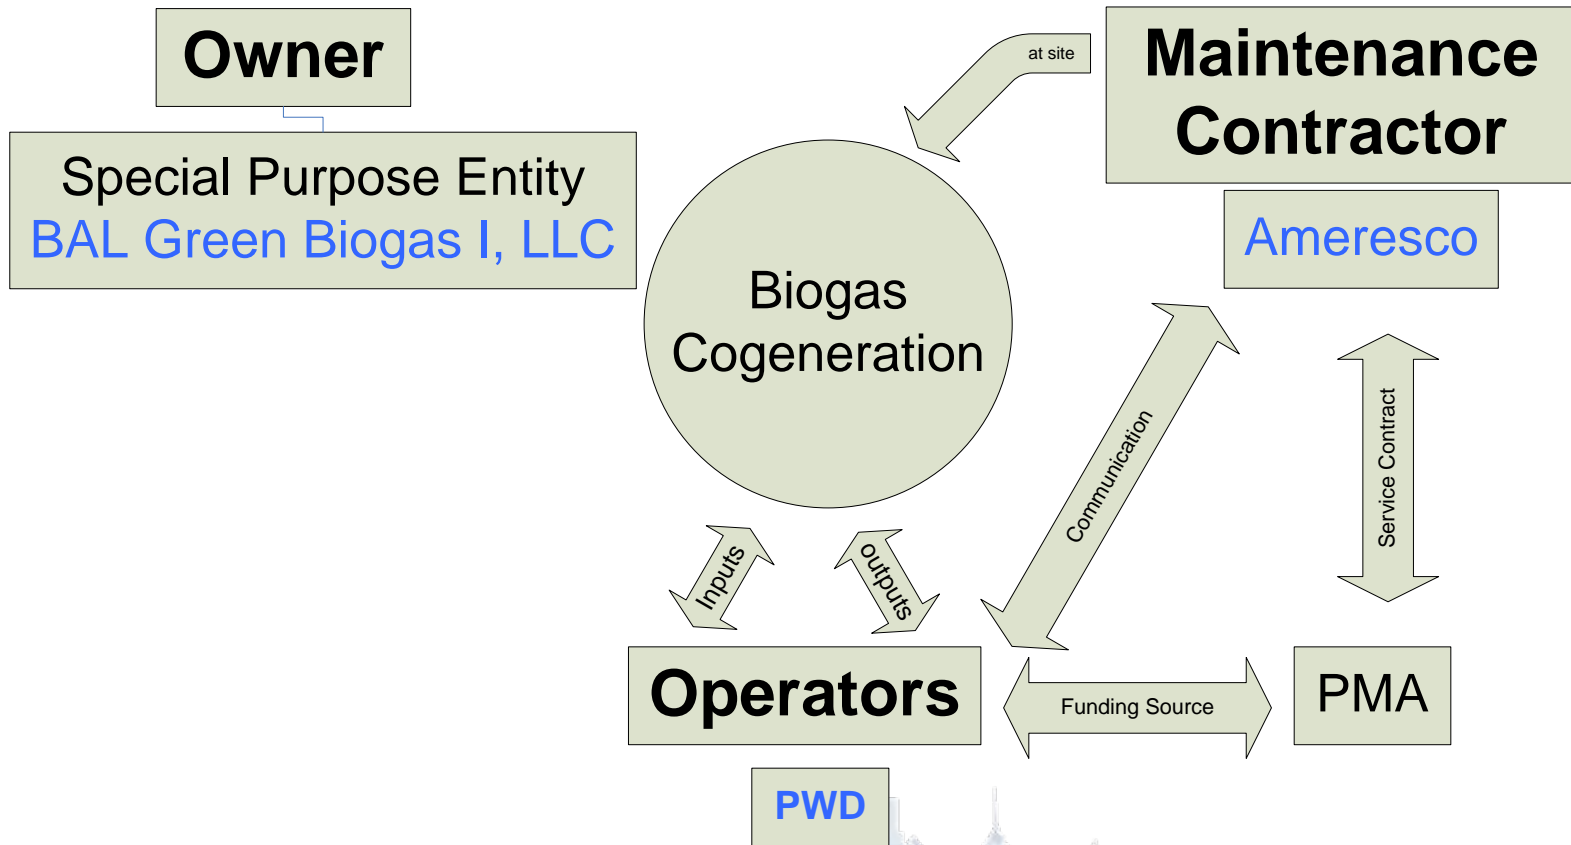 Owner
Special Purpose Entity
BAL Green Biogas I, LLC
at site
Maintenance
Contractor
Ameresco
Biogas
Cogeneration
Communication
Service Contract
Inputs
outputs
Operators
Funding Source
PMA
PWD